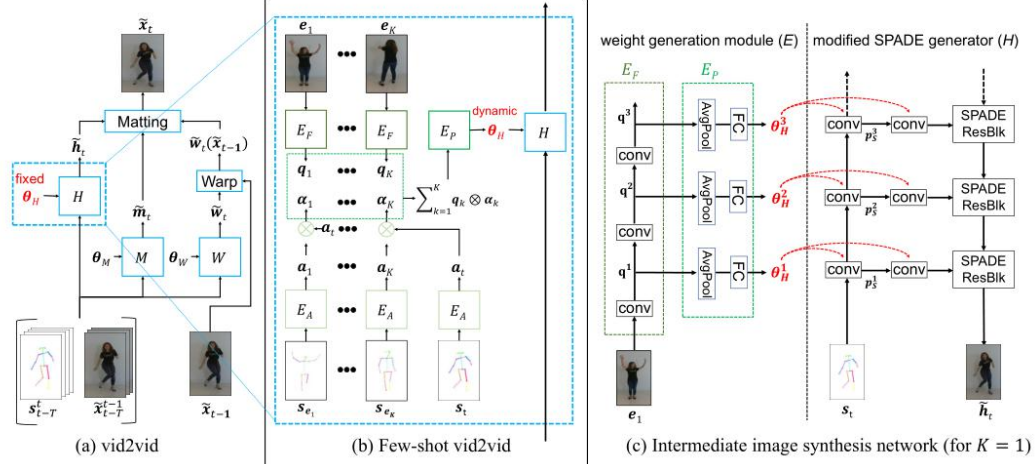 x̃_t
Matting
h̃_t
w̃_t(x̃_{t-1})
fixed
θ_H
H
Warp
m̃_t
w̃_t
θ_M
M
θ_W
W
s^t_{t-T}
x̃^{t-1}_{t-T}
x̃_{t-1}
(a) vid2vid
e_1
•••
e_K
E_F
•••
E_F
E_P
dynamic
θ_H
H
q_1
•••
q_K
α_1
•••
α_K
∑^K_{k=1} q_k ⊗ α_k
a_t
•••
a_1
•••
a_K
a_t
E_A
•••
E_A
E_A
•••
s_{e_1}
•••
s_{e_K}
s_t
(b) Few-shot vid2vid
weight generation module (E)
modified SPADE generator (H)
E_F
E_P
q^3
AvgPool
FC
θ^3_H
conv
p^3_S
conv
SPADE
ResBlk
conv
q^2
AvgPool
FC
θ^2_H
conv
p^2_S
conv
SPADE
ResBlk
conv
q^1
AvgPool
FC
θ^1_H
conv
p^1_S
conv
SPADE
ResBlk
conv
e_1
s_t
h̃_t
(c) Intermediate image synthesis network (for K = 1)